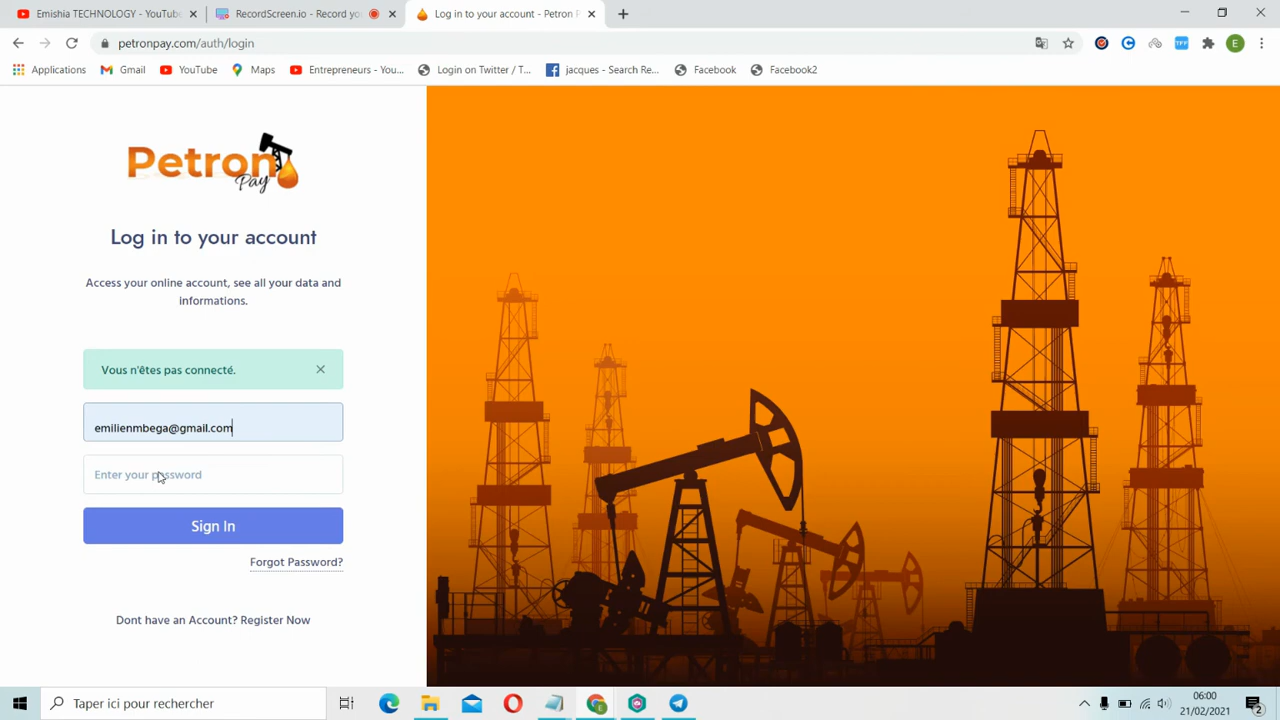 Emishia TECHNOLOGY - YouTube
RecordScreen.io - Record yo
Log in to your account - Petron P
petronpay.com/auth/login
Applications
Gmail
YouTube
Maps
Entrepreneurs - You...
Login on Twitter / T...
jacques - Search Re...
Facebook
Facebook2
TPP
E
Petron
Pay
Log in to your account
Access your online account, see all your data and
informations.
Vous n'êtes pas connecté.
emilienmbega@gmail.com
Enter your password
Sign In
Forgot Password?
Dont have an Account? Register Now
Taper ici pour rechercher
06:00
21/02/2021
2